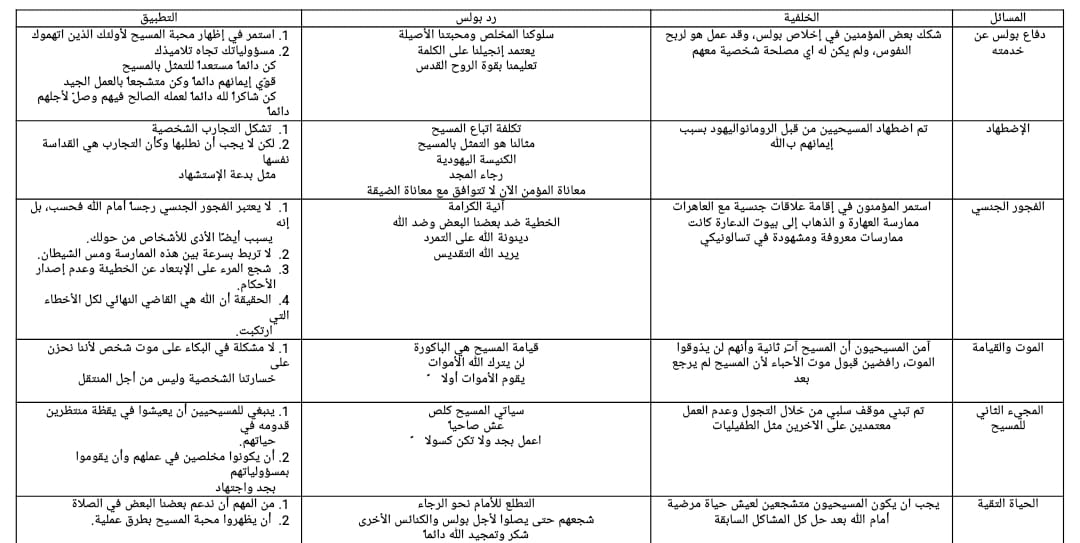 المسائل
الخلفية
رد بولس
التطبيق
دفاع بولس عن
خدمته
شكك بعض المؤمنين في إخلاص بولس، وقد عمل هو لربح
النفوس، ولم يكن له اي مصلحة شخصية معهم
سلوكنا المخلص ومحبتنا الأصيلة
يعتمد إنجيلنا على الكلمة
تعليمنا بقوة الروح القدس
1. استمر في إظهار محبة المسيح لأولئك الذين اتهموك
2. مسؤولياتك تجاه تلاميذك
كن دائماً مستعداً للتمثل بالمسيح
قوّي إيمانهم دائماً وكن متشجعاً بالعمل الجيد
كن شاكراً لله دائماً لعمله الصالح فيهم وصلّ لأجلهم
دائماً
الإضطهاد
تم اضطهاد المسيحيين من قبل الرومانواليهود بسبب
إيمانهم بالله
تكلفة اتباع المسيح
مثالنا هو التمثل بالمسيح
الكنيسة اليهودية
رجاء المجد
معاناة المؤمن الآن لا تتوافق مع معاناة الضيقة
1. تشكل التجارب الشخصية
2. لكن لا يجب أن نطلبها وكأن التجارب هي القداسة
نفسها
مثل بدعة الإستشهاد
الفجور الجنسي
استمر المؤمنون في إقامة علاقات جنسية مع العاهرات
ممارسة العهارة و الذهاب إلى بيوت الدعارة كانت
ممارسات معروفة ومشهودة في تسالونيكي
آنية الكرامة
الخطية ضد بعضنا البعض وضد الله
دينونة الله على التمرد
يريد الله التقديس
1. لا يعتبر الفجور الجنسي رجساً أمام الله فحسب، بل
إنه
يسبب أيضًا الأذى للأشخاص من حولك.
2. لا تربط بسرعة بين هذه الممارسة ومس الشيطان.
3. شجع المرء على الإبتعاد عن الخطيئة وعدم إصدار
الأحكام.
4. الحقيقة أن الله هي القاضي النهائي لكل الأخطاء
التي
ارتكبت.
الموت والقيامة
آمن المسيحيون أن المسيح آتٍ ثانية وأنهم لن يذوقوا
الموت، رافضين قبول موت الأحباء لأن المسيح لم يرجع
بعد
قيامة المسيح هي الباكورة
لن يترك الله الأموات
يقوم الأموات أولا ً
1. لا مشكلة في البكاء على موت شخص لأننا نحزن
على
خسارتنا الشخصية وليس من أجل المنتقل
المجيء الثاني
للمسيح
تم تبني موقف سلبي من خلال التجول وعدم العمل
معتمدين على الآخرين مثل الطفيليات
سياتي المسيح كلص
عش صاحياً
اعمل بجد ولا تكن كسولا ً
1. ينبغي للمسيحيين أن يعيشوا في يقظة منتظرين
قدومه في
حياتهم.
2. أن يكونوا مخلصين في عملهم وأن يقوموا
بمسؤولياتهم
بجد واجتهاد
الحياة التقية
يجب ان يكون المسيحيون متشجعين لعيش حياة مرضية
أمام الله بعد حل كل المشاكل السابقة
التطلع للأمام نحو الرجاء
شجعهم حتى يصلوا لأجل بولس والكنائس الأخرى
شكر وتمجيد الله دائماً
1. من المهم أن ندعم بعضنا البعض في الصلاة
2. أن يظهروا محبة المسيح بطرق عملية.